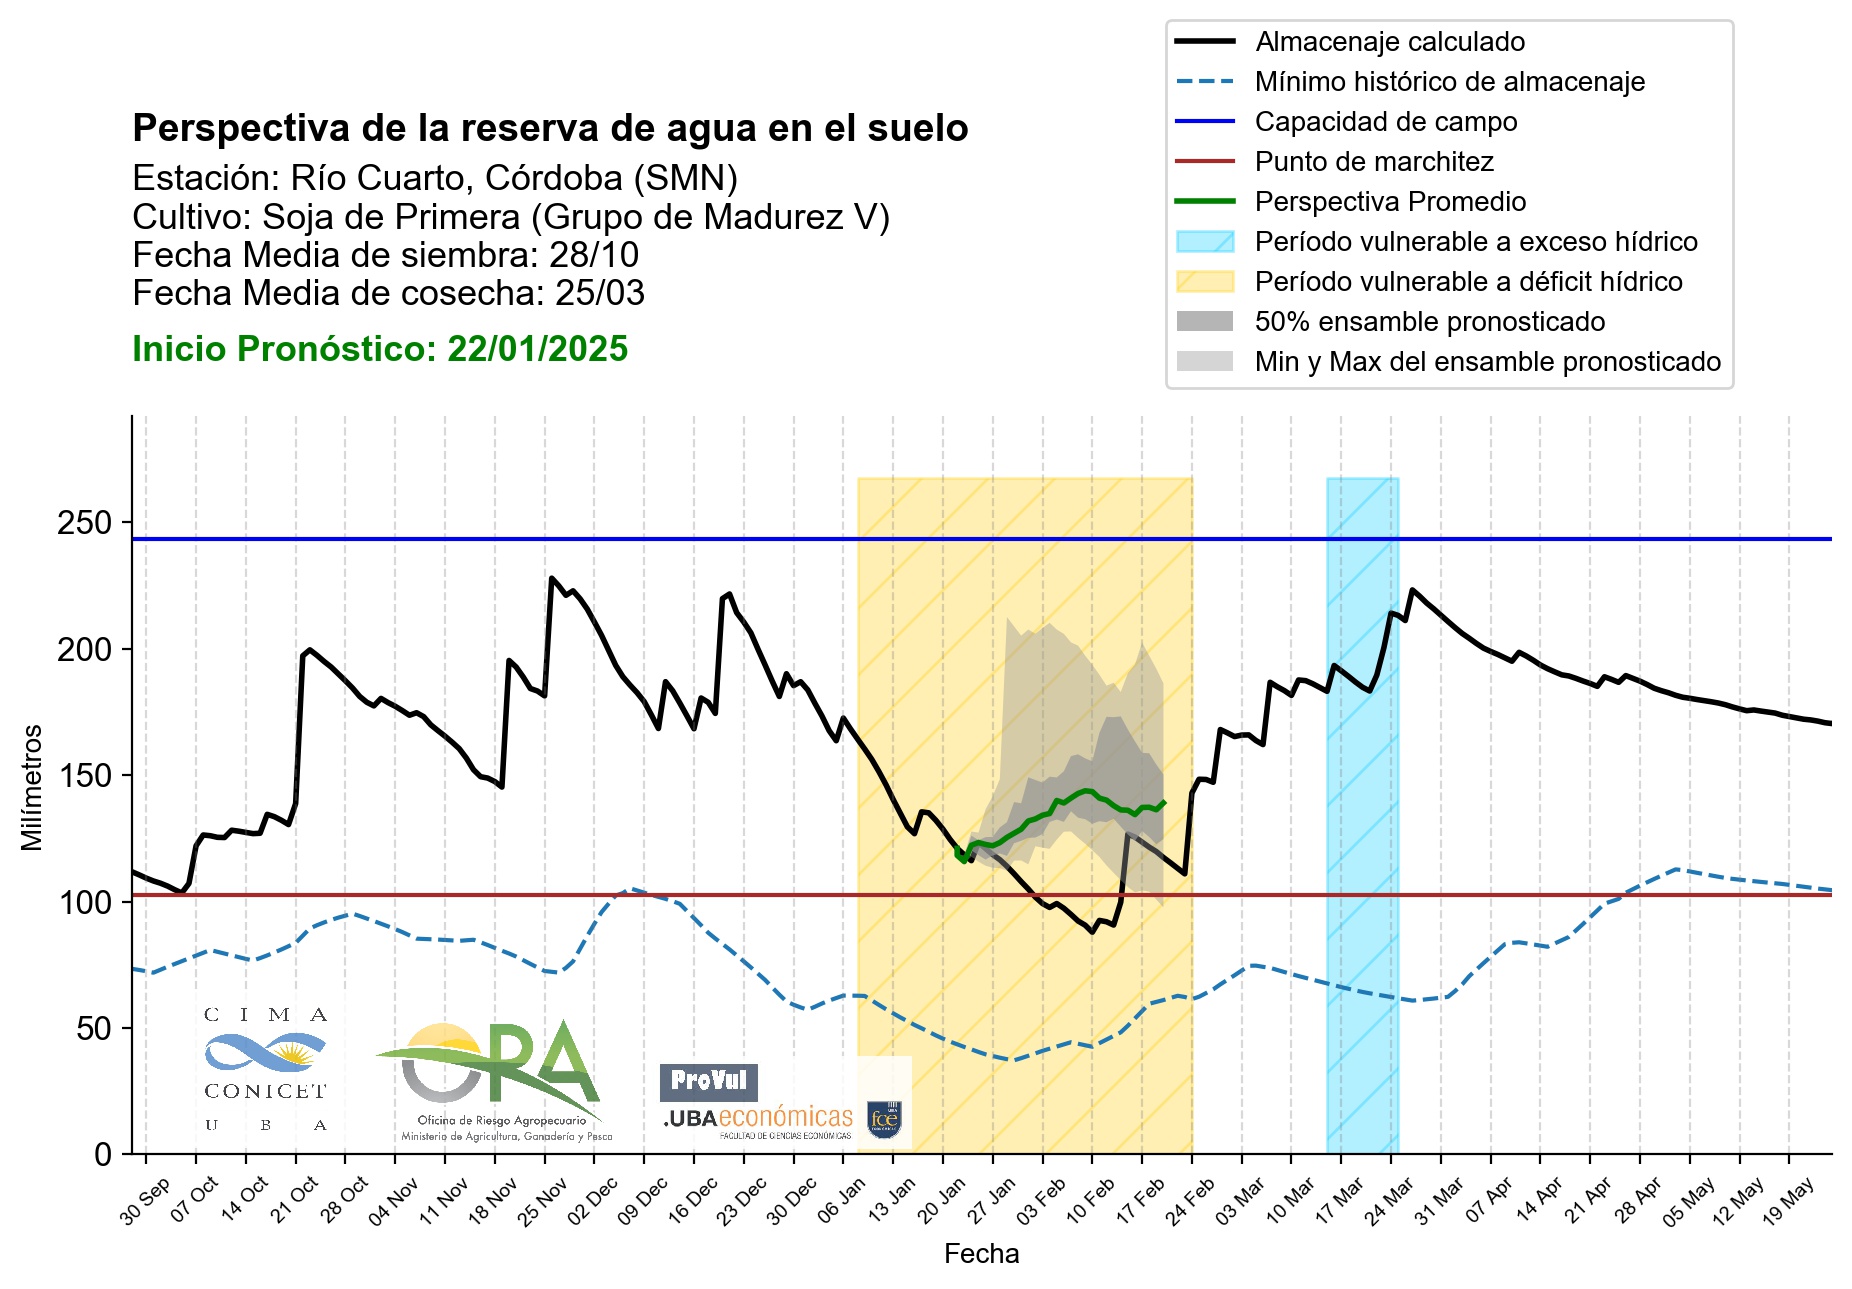 Almacenaje calculado
Mínimo histórico de almacenaje
Capacidad de campo
Punto de marchitez
Perspectiva Promedio
Período vulnerable a exceso hídrico
Período vulnerable a déficit hídrico
50% ensamble pronosticado
Min y Max del ensamble pronosticado
Perspectiva de la reserva de agua en el suelo
Estación: Río Cuarto, Córdoba (SMN)
Cultivo: Soja de Primera (Grupo de Madurez V)
Fecha Media de siembra: 28/10
Fecha Media de cosecha: 25/03
Inicio Pronóstico: 22/01/2025
Milímetros
250
200
150
100
50
0
C I M A
CONICET
U B A
ORA
Oficina de Riesgo Agropecuario
Ministerio de Agricultura, Ganadería y Pesca
ProVul
.UBAeconómicas
FACULTAD DE CIENCIAS ECONÓMICAS
fce
30 Sep
07 Oct
14 Oct
21 Oct
28 Oct
04 Nov
11 Nov
18 Nov
25 Nov
02 Dec
09 Dec
16 Dec
23 Dec
30 Dec
06 Jan
13 Jan
20 Jan
27 Jan
03 Feb
10 Feb
17 Feb
24 Feb
03 Mar
10 Mar
17 Mar
24 Mar
31 Mar
07 Apr
14 Apr
21 Apr
28 Apr
05 May
12 May
19 May
Fecha